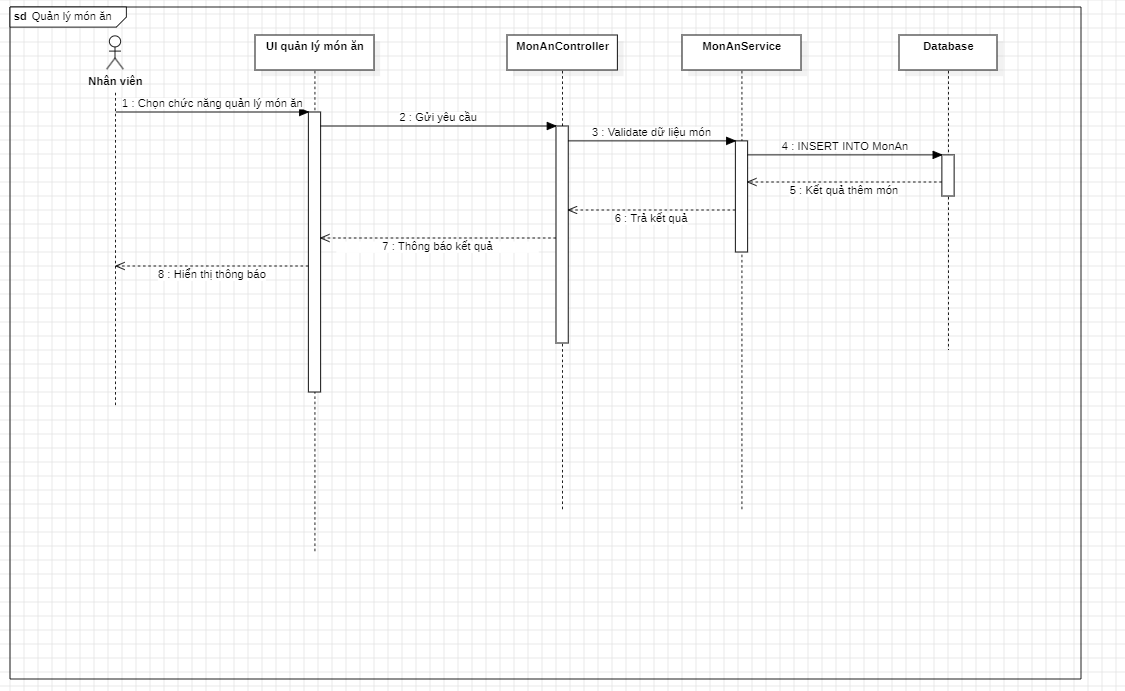 sd Quản lý món ăn
Nhân viên
UI quản lý món ăn
MonAnController
MonAnService
Database
1 : Chọn chức năng quản lý món ăn
2 : Gửi yêu cầu
3 : Validate dữ liệu món
4 : INSERT INTO MonAn
5 : Kết quả thêm món
6 : Trả kết quả
7 : Thông báo kết quả
8 : Hiển thị thông báo